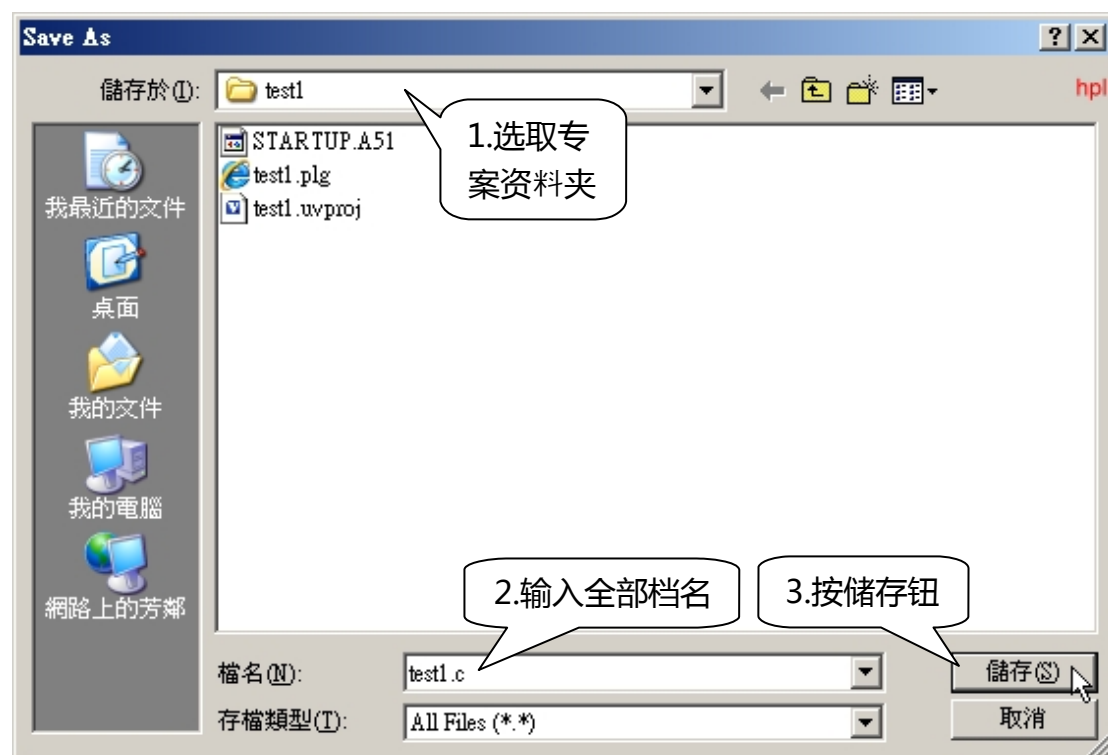 Save As
儲存於(I):
test1
hpl
1.选取专
案资料夹
STARTUP.A51
test1.plg
test1.uvproj
我最近的文件
桌面
我的文件
我的電腦
網路上的芳鄰
2.输入全部档名
3.按储存钮
檔名(N):
test1.c
儲存(S)
存檔類型(T):
All Files (*.*)
取消